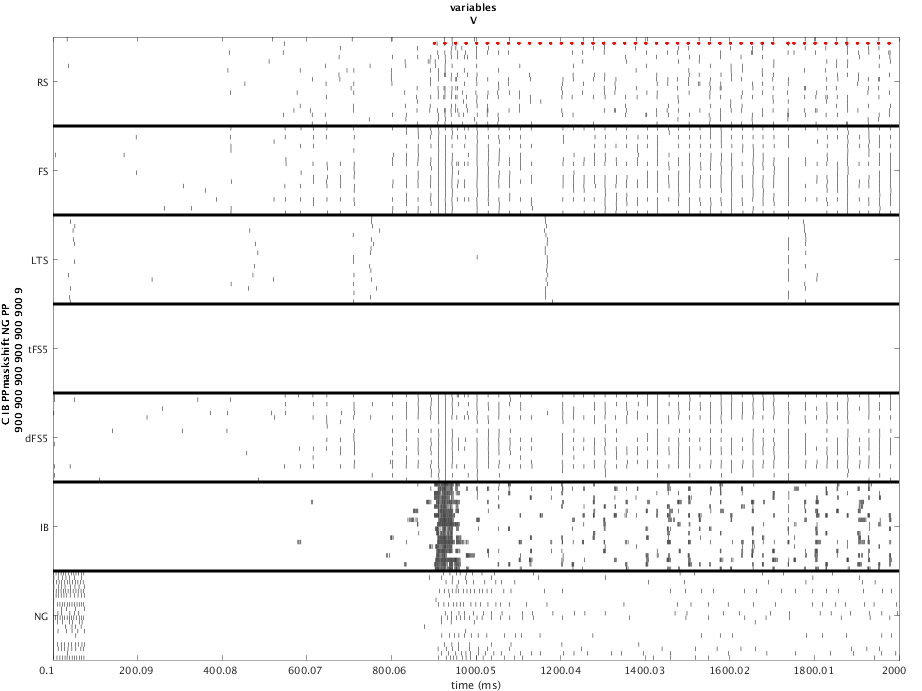 variables
V
RS
FS
LTS
tFS5
dFS5
IB
NG
C IB PPmaskshift NG PP
900 900 900 900 900 900 9
0.1 200.09 400.08 600.07 800.06 1000.05 1200.04 1400.03 1600.02 1800.01 2000
time (ms)